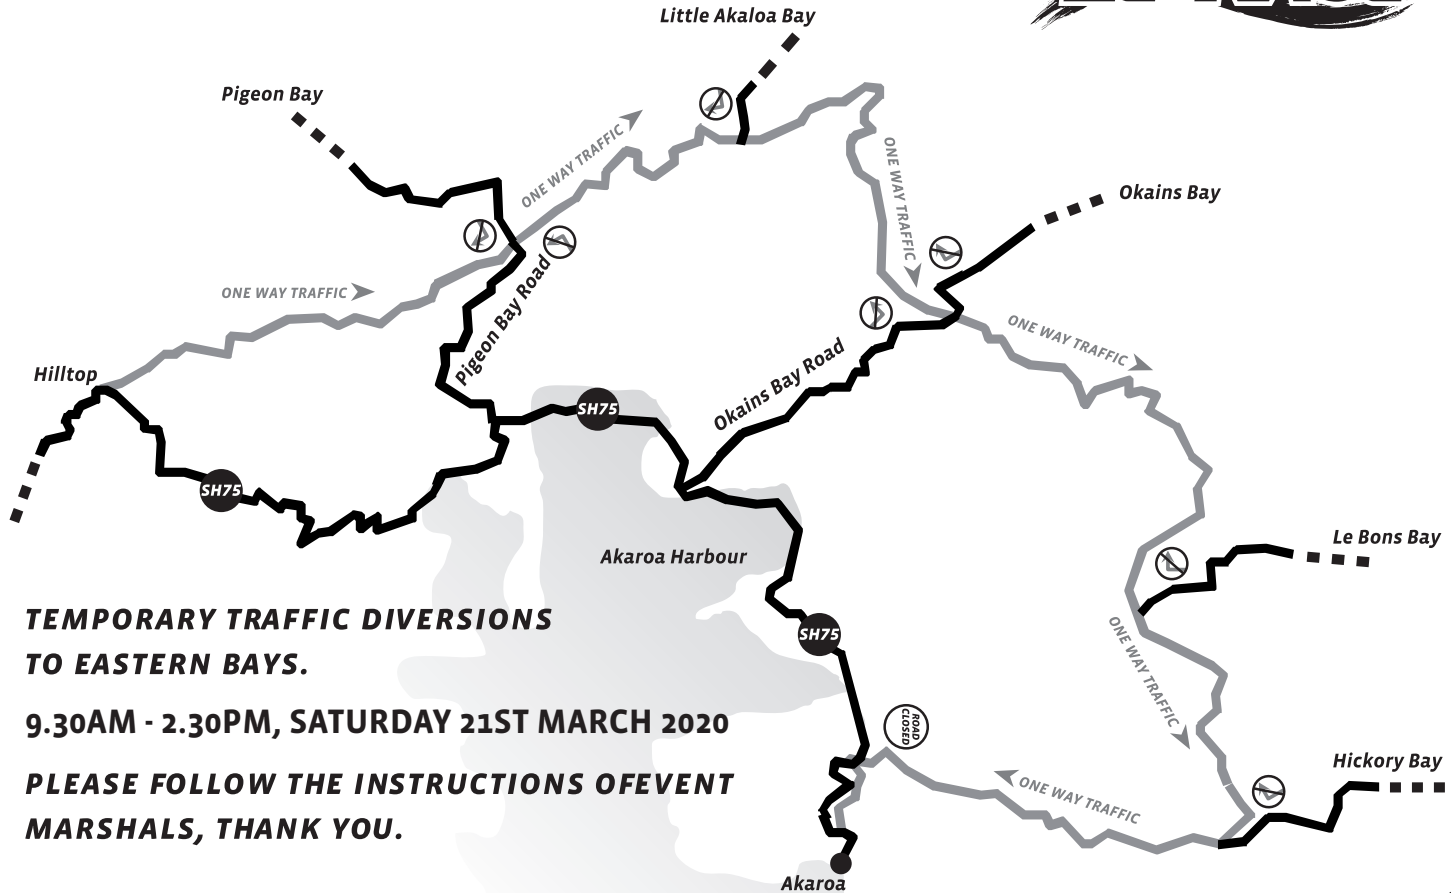 Little Akaloa Bay
Pigeon Bay
ONE WAY TRAFFIC
ONE WAY TRAFFIC
Okains Bay
ONE WAY TRAFFIC
Pigeon Bay Road
ONE WAY TRAFFIC
Hilltop
Okains Bay Road
SH75
SH75
Le Bons Bay
Akaroa Harbour
TEMPORARY TRAFFIC DIVERSIONS
TO EASTERN BAYS.
SH75
ONE WAY TRAFFIC
9.30AM - 2.30PM, SATURDAY 21ST MARCH 2020
ROAD
CLOSED
Hickory Bay
PLEASE FOLLOW THE INSTRUCTIONS OFEVENT
MARSHALS, THANK YOU.
ONE WAY TRAFFIC
Akaroa